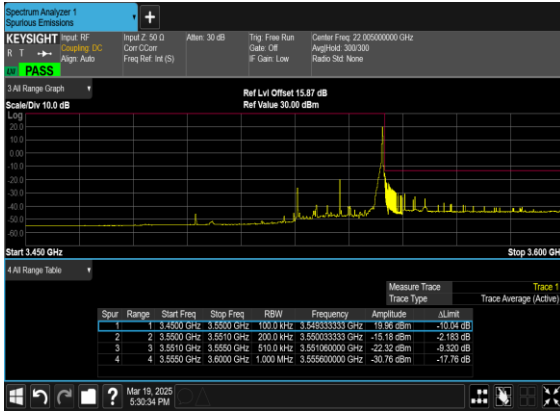 Spectrum Analyzer 1
Spurious Emissions
KEYSIGHT Input: RF Input Z: 50 Ω Atten: 30 dB Trig: Free Run Center Freq: 22.005000000 GHz
R T Coupling: DC Corr CCorr Gate: Off Avg|Hold: 300/300
Align: Auto Freq Ref: Int (S) IF Gain: Low Radio Std: None
PASS
3 All Range Graph
Ref Lvl Offset 15.87 dB
Scale/Div 10.0 dB Ref Value 30.00 dBm
Log
20.0
10.0
0.00
-10.0
-20.0
-30.0
-40.0
-50.0
-60.0
Start 3.450 GHz Stop 3.600 GHz
4 All Range Table
Measure Trace Trace 1
Trace Type Trace Average (Active)
Spur Range Start Freq Stop Freq RBW Frequency Amplitude ΔLimit
1 1 3.4500 GHz 3.5500 GHz 100.0 kHz 3.549333333 GHz 19.96 dBm -10.04 dB
2 2 3.5500 GHz 3.5510 GHz 200.0 kHz 3.550033333 GHz -15.18 dBm -2.183 dB
3 3 3.5510 GHz 3.5550 GHz 510.0 kHz 3.551060000 GHz -22.32 dBm -9.320 dB
4 4 3.5550 GHz 3.6000 GHz 1.000 MHz 3.555600000 GHz -30.76 dBm -17.76 dB
Mar 19, 2025
5:30:34 PM